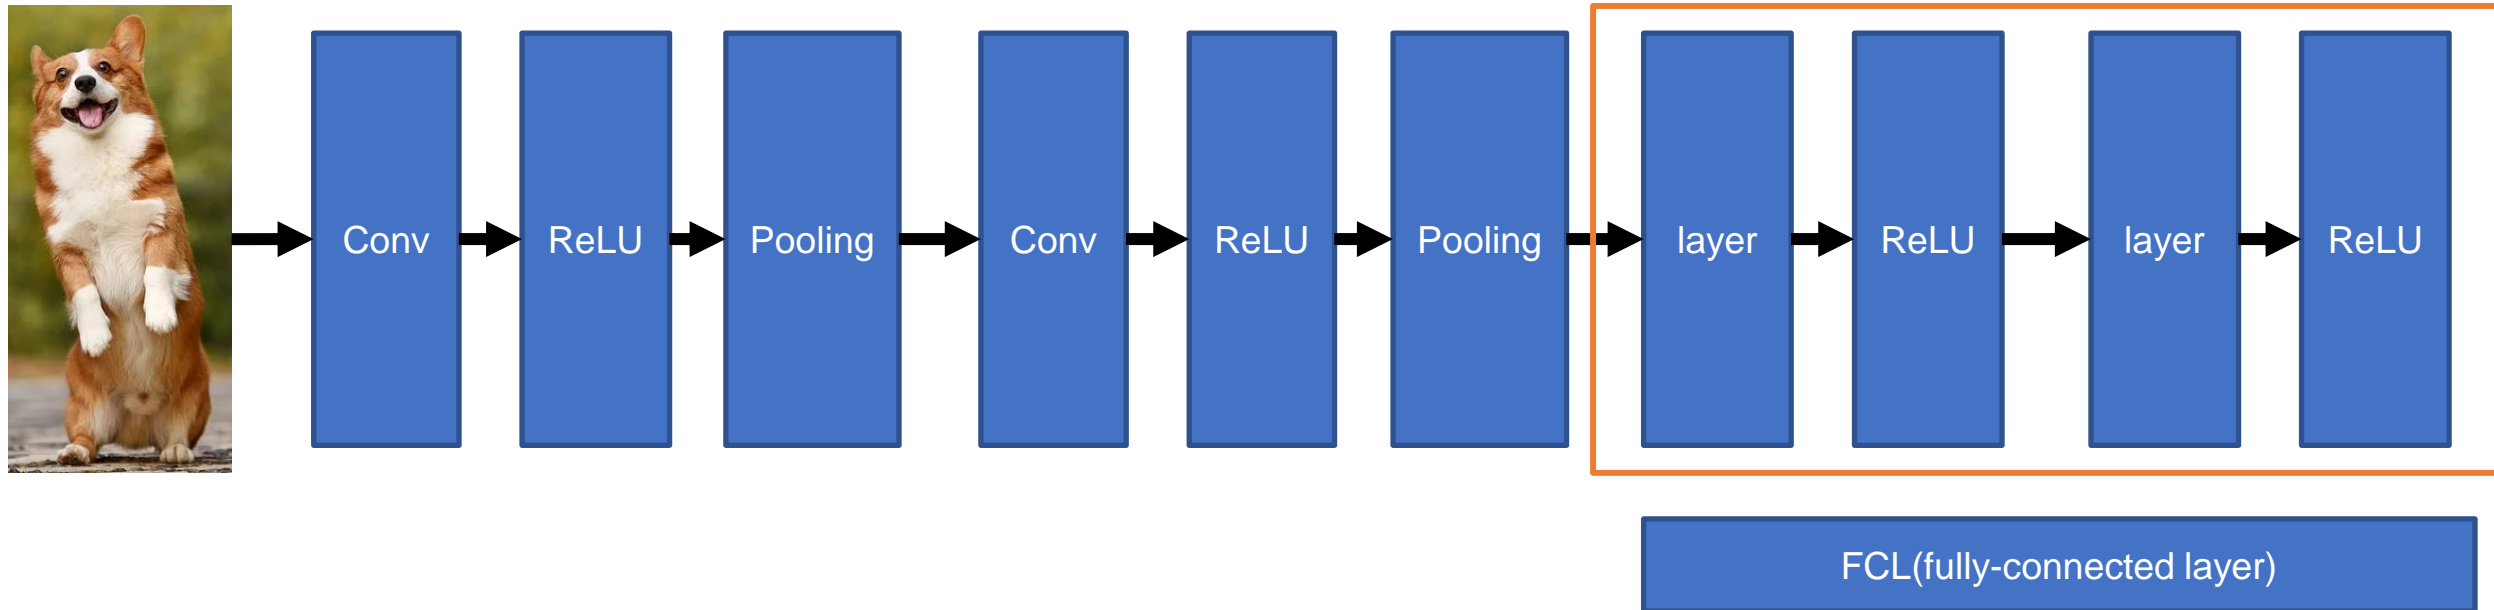 Conv
ReLU
Pooling
Conv
ReLU
Pooling
layer
ReLU
layer
ReLU
FCL(fully-connected layer)